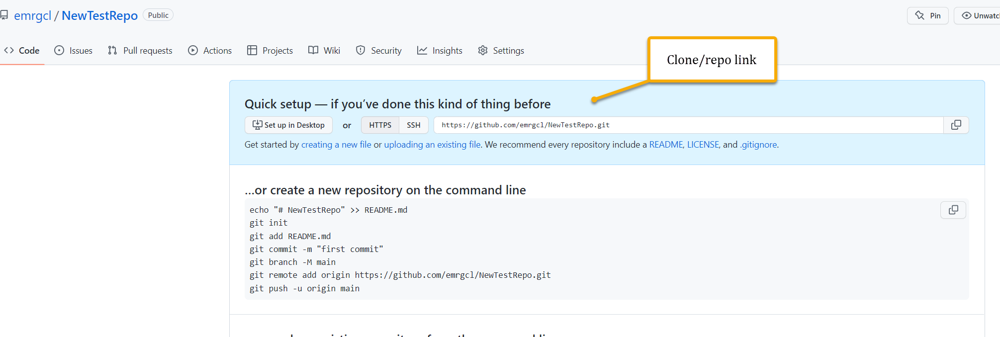 emrgcl / NewTestRepo Public
Pin Unwatc
Code Issues Pull requests Actions Projects Wiki Security Insights Settings
Clone/repo link
Quick setup — if you’ve done this kind of thing before
Set up in Desktop or HTTPS SSH https://github.com/emrgcl/NewTestRepo.git
Get started by creating a new file or uploading an existing file. We recommend every repository include a README, LICENSE, and .gitignore.
…or create a new repository on the command line
echo "# NewTestRepo" >> README.md
git init
git add README.md
git commit -m "first commit"
git branch -M main
git remote add origin https://github.com/emrgcl/NewTestRepo.git
git push -u origin main